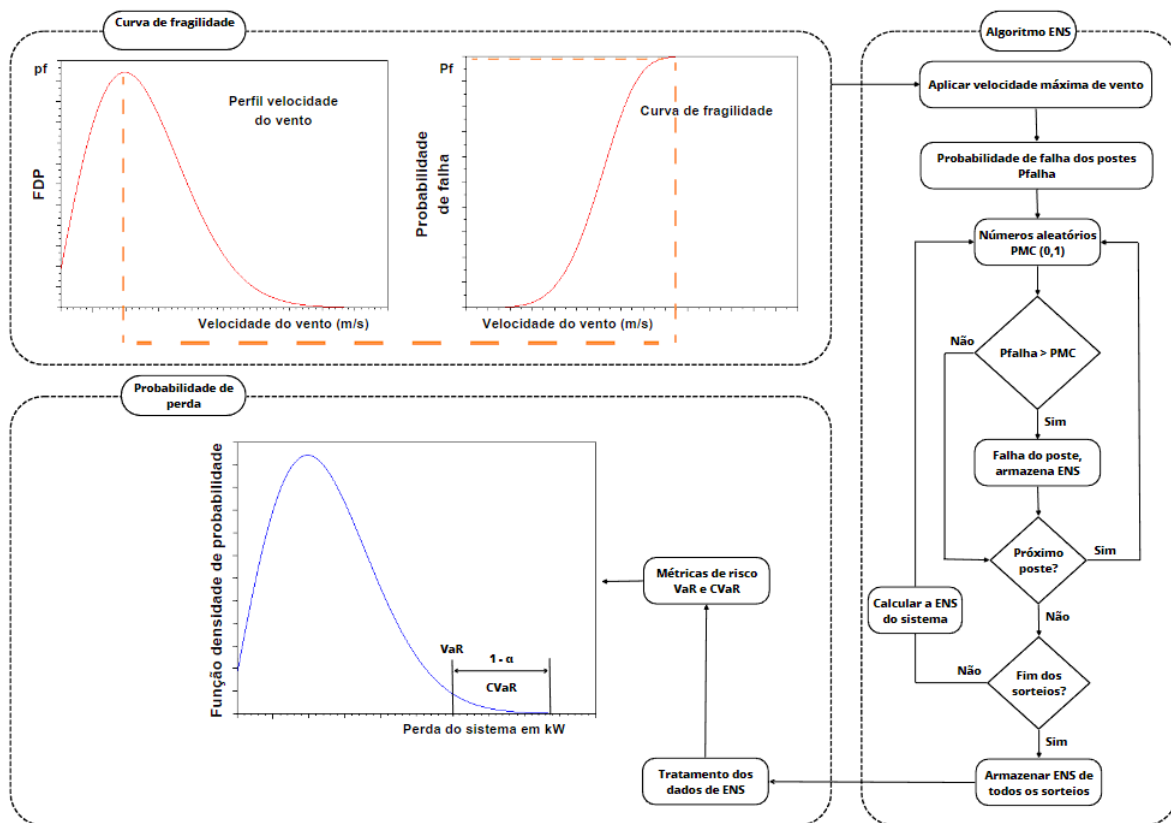 Curva de fragilidade
pf
Perfil velocidade
do vento
FDP
Velocidade do vento (m/s)
Pf
Curva de fragilidade
Probabilidade
de falha
Velocidade do vento (m/s)
Algoritmo ENS
Aplicar velocidade máxima de vento
Probabilidade de falha dos postes
Pfalha
Números aleatórios
PMC (0,1)
Não
Pfalha > PMC
Sim
Falha do poste,
armazena ENS
Próximo
poste?
Sim
Calcular a ENS
do sistema
Não
Não
Fim dos
sorteios?
Sim
Armazenar ENS de
todos os sorteios
Probabilidade de
perda
Função densidade de probabilidade
VaR
1 - α
CVaR
Perda do sistema em kW
Métricas de risco
VaR e CVaR
Tratamento dos
dados de ENS